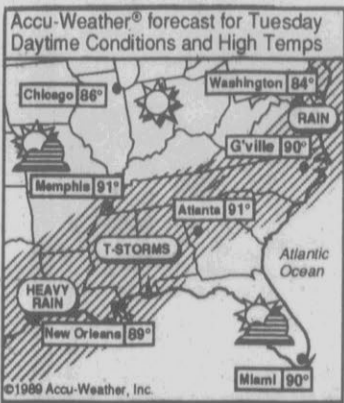 Accu-Weather® forecast for Tuesday
Daytime Conditions and High Temps
Chicago 86°
Washington 84°
RAIN
G'ville 90°
Memphis 91°
Atlanta 91°
T-STORMS
Atlantic
Ocean
HEAVY
RAIN
New Orleans 89°
Miami 90°
©1989 Accu-Weather, Inc.